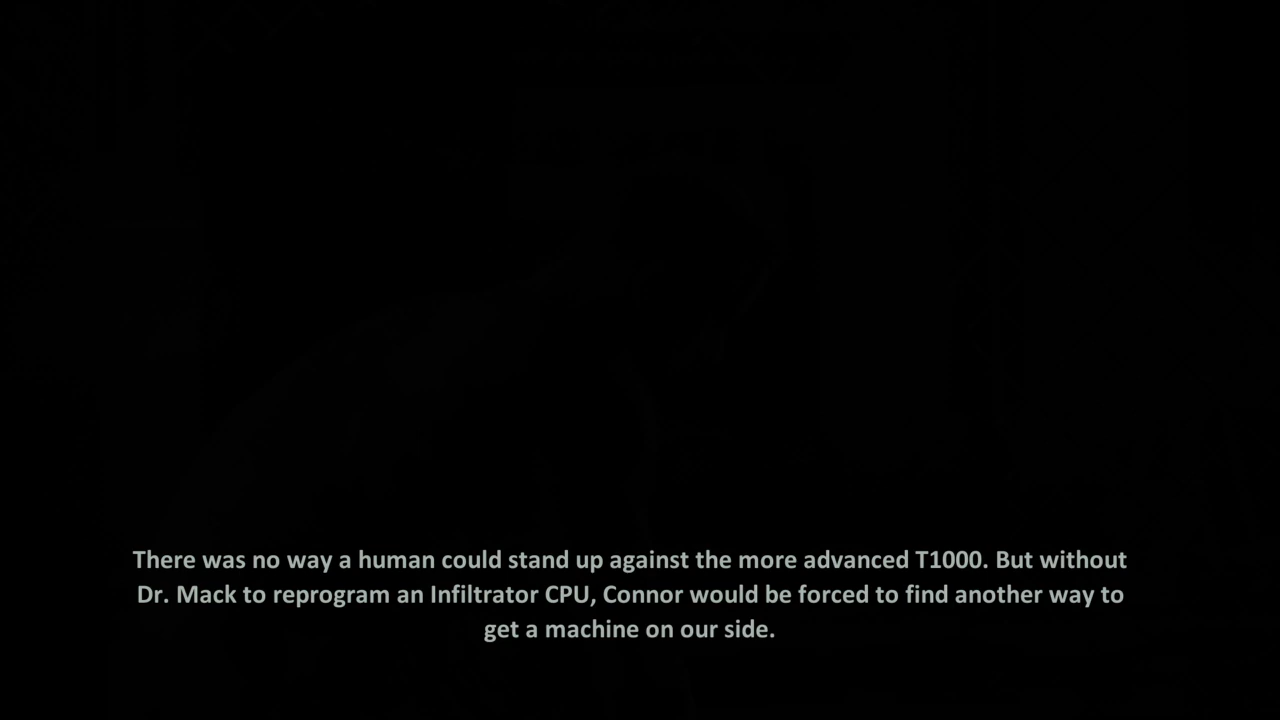 There was no way a human could stand up against the more advanced T1000. But without
Dr. Mack to reprogram an Infiltrator CPU, Connor would be forced to find another way to
get a machine on our side.